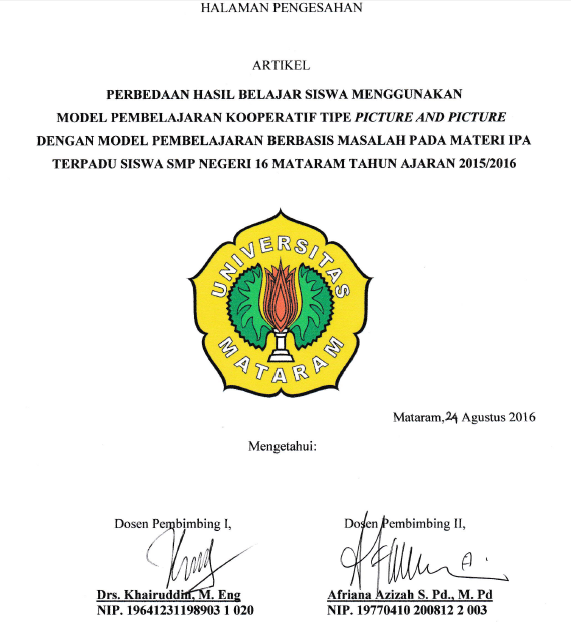 HALAMAN PENGESAHAN
ARTIKEL
PERBEDAAN HASIL BELAJAR SISWA MENGGUNAKAN
MODEL PEMBELAJARAN KOOPERATIF TIPE PICTURE AND PICTURE
DENGAN MODEL PEMBELAJARAN BERBASIS MASALAH PADA MATERI IPA
TERPADU SISWA SMP NEGERI 16 MATARAM TAHUN AJARAN 2015/2016
UNIVERSITAS
MATARAM
Mataram, 24 Agustus 2016
Mengetahui:
Dosen Pembimbing I, Dosen Pembimbing II,
Drs. Khairuddin, M. Eng Afriana Azizah S. Pd., M. Pd
NIP. 19641231198903 1 020 NIP. 19770410 200812 2 003